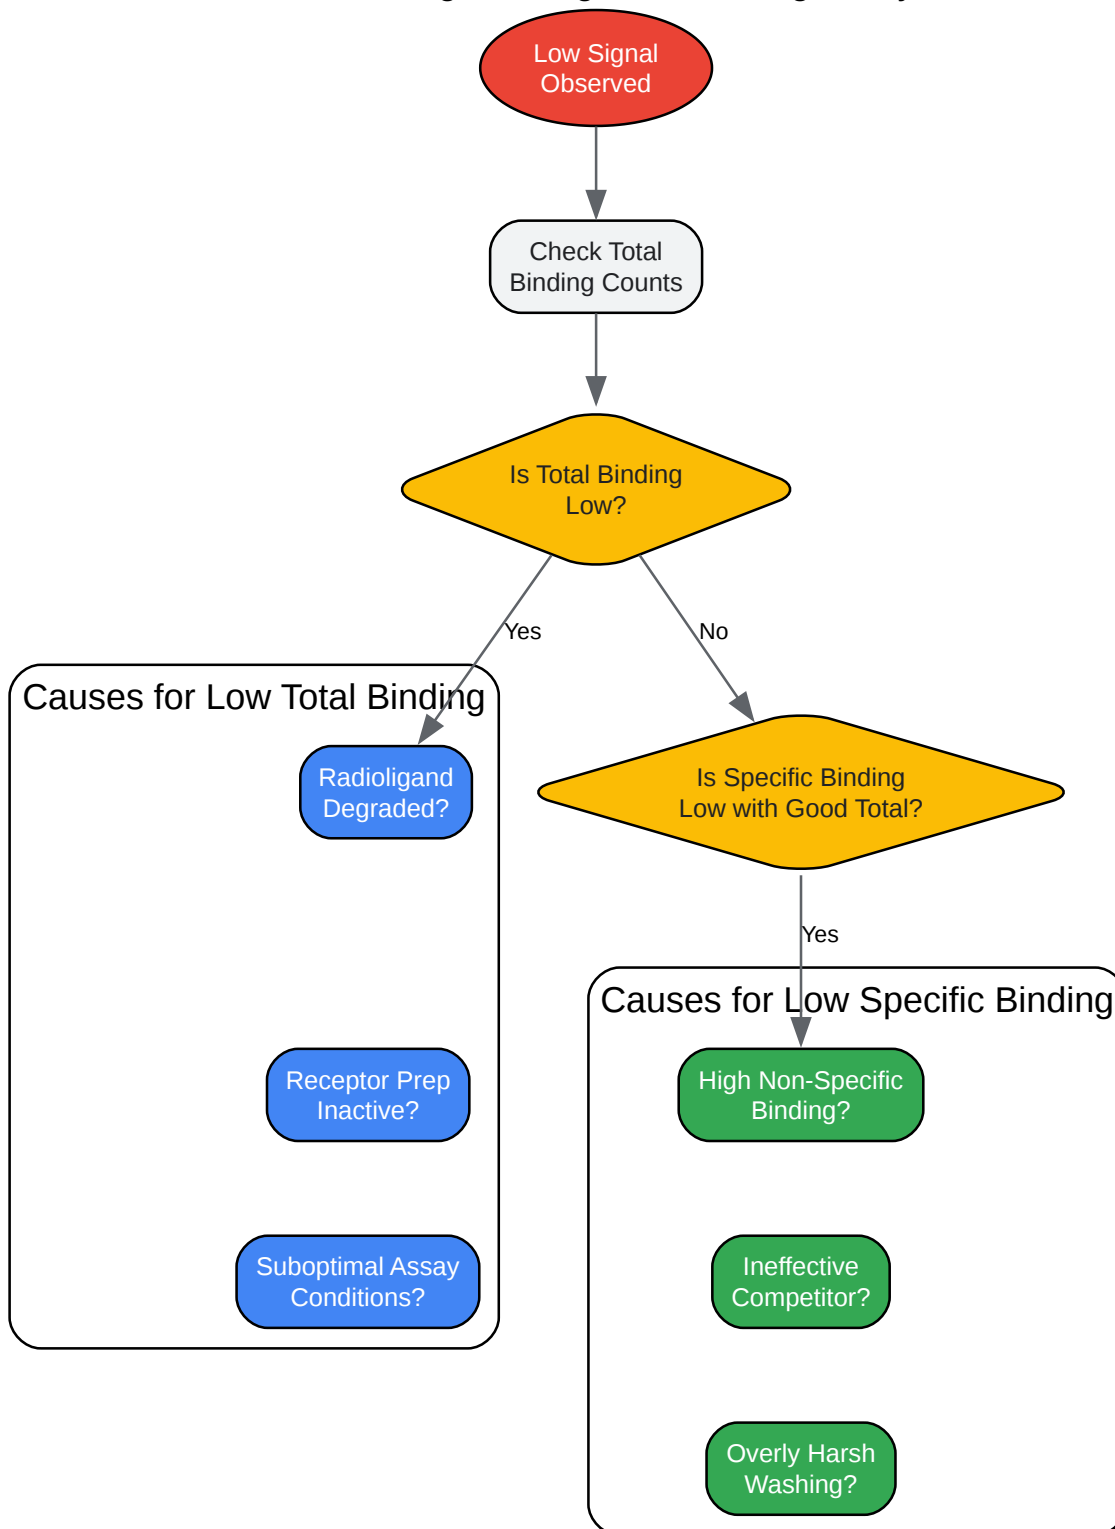 Low Signal
Observed
Check Total
Binding Counts
Is Total Binding
Low?
Yes
No
Causes for Low Total Binding
Radioligand
Degraded?
Is Specific Binding
Low with Good Total?
Yes
Causes for Low Specific Binding
Receptor Prep
Inactive?
High Non-Specific
Binding?
Suboptimal Assay
Conditions?
Ineffective
Competitor?
Overly Harsh
Washing?